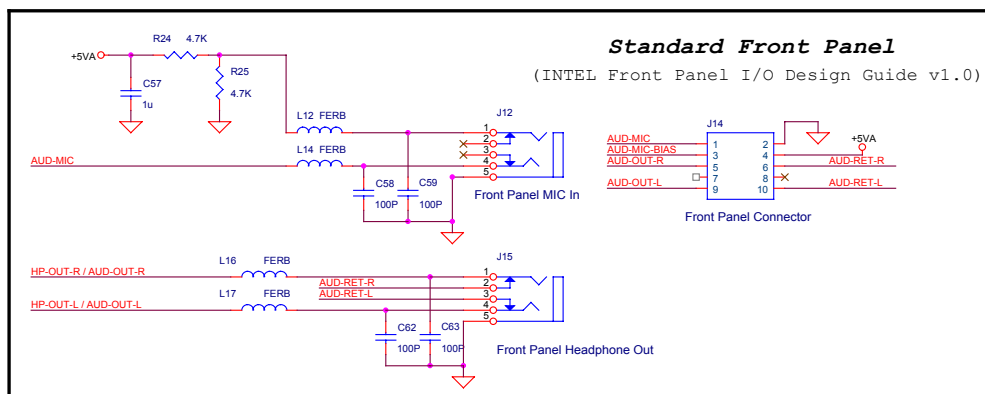 Standard Front Panel
(INTEL Front Panel I/O Design Guide v1.0)
R24 4.7K
+5VA
R25
4.7K
C57
1u
L12 FERB
J12
1
2
3
4
5
AUD-MIC
L14 FERB
C58
100P
C59
100P
Front Panel MIC In
J14
AUD-MIC
AUD-MIC-BIAS
AUD-OUT-R
AUD-OUT-L
1
3
5
7
9
2
4
6
8
10
+5VA
AUD-RET-R
AUD-RET-L
Front Panel Connector
HP-OUT-R / AUD-OUT-R
L16 FERB
HP-OUT-L / AUD-OUT-L
L17 FERB
AUD-RET-R
AUD-RET-L
J15
1
2
3
4
5
C62
100P
C63
100P
Front Panel Headphone Out